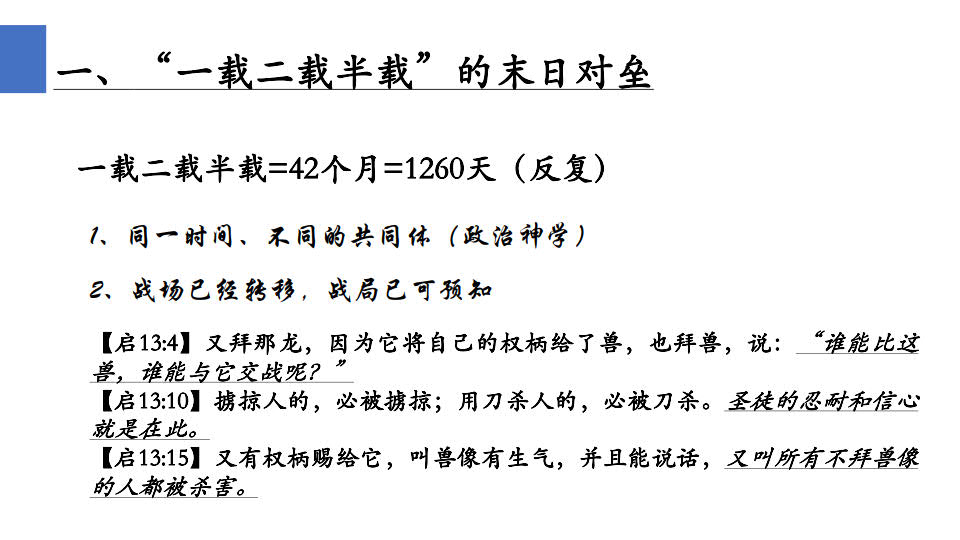 一、“一载二载半载”的末日对垒
一载二载半载=42个月=1260天（反复）
1、同一时间、不同的共同体（政治神学）
2、战场已经转移，战局已可预知
【启13:4】又拜那龙，因为它将自己的权柄给了兽，也拜兽，说：“谁能比这
兽，谁能与它交战呢？”
【启13:10】掳掠人的，必被掳掠；用刀杀人的，必被刀杀。圣徒的忍耐和信心
就是在此。
【启13:15】又有权柄赐给它，叫兽像有生气，并且能说话，又叫所有不拜兽像
的人都被杀害。